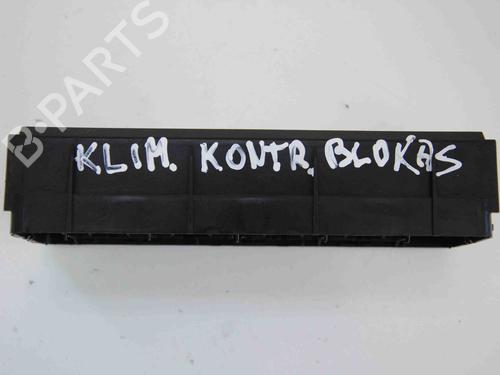 B-PARTS
KLIM. KONTR. BLOKAS